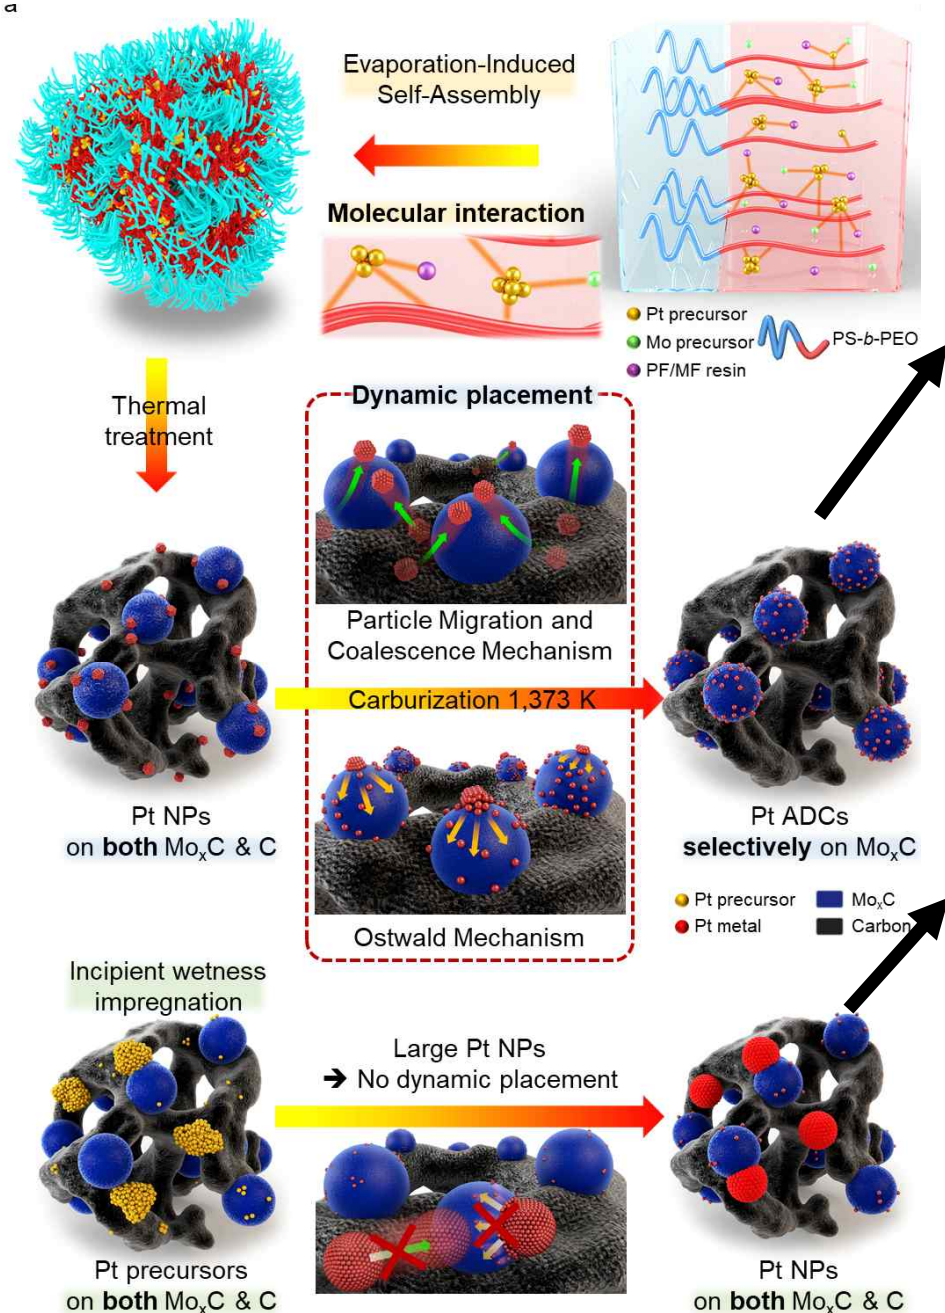 a
Evaporation-Induced
Self-Assembly
Molecular interaction
Pt precursor
Mo precursor
PF/MF resin
PS-b-PEO
Thermal
treatment
Dynamic placement
Particle Migration and
Coalescence Mechanism
Carburization 1,373 K
Pt NPs
on both MoₓC & C
Pt ADCs
selectively on MoₓC
Ostwald Mechanism
Pt precursor
Pt metal
MoₓC
Carbon
Incipient wetness
impregnation
Large Pt NPs
➔ No dynamic placement
Pt precursors
on both MoₓC & C
Pt NPs
on both MoₓC & C